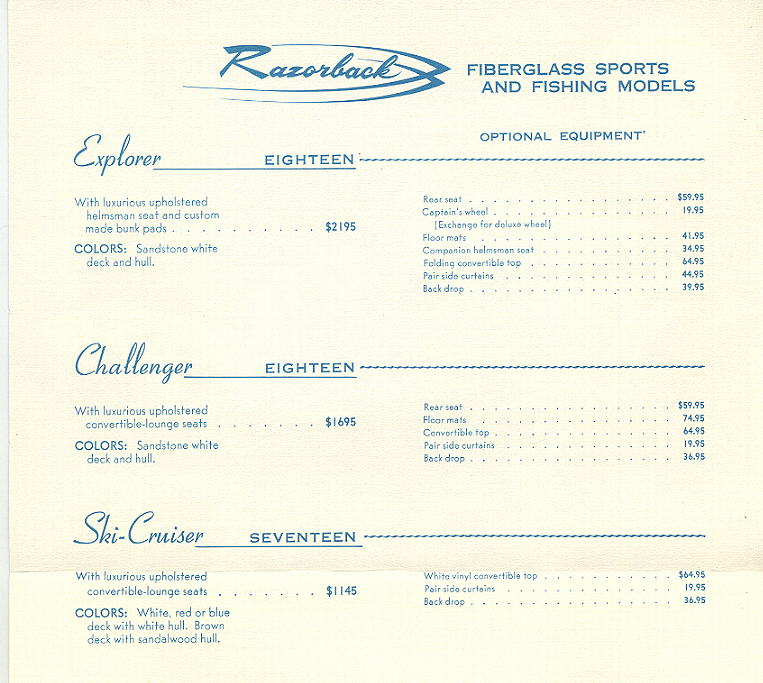 Razorback
FIBERGLASS SPORTS
AND FISHING MODELS
OPTIONAL EQUIPMENT*
Explorer EIGHTEEN
With luxurious upholstered
helmsman seat and custom
made bunk pads . . . . . . . . . . $2195
COLORS: Sandstone white
deck and hull.
Rear seat . . . . . . . . . . . . . . . . . $59.95
Captain's wheel . . . . . . . . . . . . . . . 19.95
[Exchange for deluxe wheel]
Floor mats . . . . . . . . . . . . . . . . 41.95
Companion helmsman seat . . . . . . . . . . . 34.95
Folding convertible top . . . . . . . . . . . . 64.95
Pair side curtains . . . . . . . . . . . . . . 44.95
Back drop . . . . . . . . . . . . . . . . . 39.95
Challenger EIGHTEEN
With luxurious upholstered
convertible-lounge seats . . . . . . . $1695
COLORS: Sandstone white
deck and hull.
Rear seat . . . . . . . . . . . . . . . . . $59.95
Floor mats . . . . . . . . . . . . . . . . 74.95
Convertible top . . . . . . . . . . . . . . . 64.95
Pair side curtains . . . . . . . . . . . . . . 19.95
Back drop . . . . . . . . . . . . . . . . . 36.95
Ski-Cruiser SEVENTEEN
With luxurious upholstered
convertible-lounge seats . . . . . . . $1145
COLORS: White, red or blue
deck with white hull. Brown
deck with sandalwood hull.
White vinyl convertible top . . . . . . . . . . . $64.95
Pair side curtains . . . . . . . . . . . . . . 19.95
Back drop . . . . . . . . . . . . . . . . . 36.95